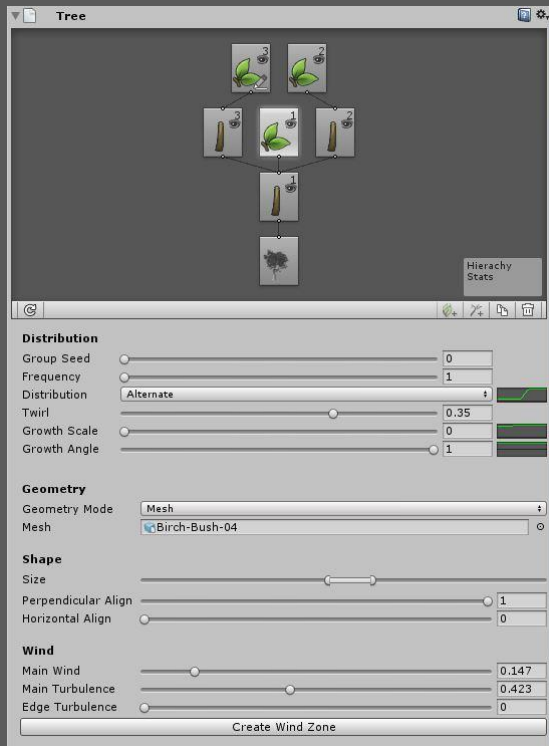 Tree
3
2
3
1
2
1
Hierachy
Stats
Distribution
Group Seed 0
Frequency 1
Distribution Alternate
Twirl 0.35
Growth Scale 0
Growth Angle 1
Geometry
Geometry Mode Mesh
Mesh Birch-Bush-04
Shape
Size
Perpendicular Align 1
Horizontal Align 0
Wind
Main Wind 0.147
Main Turbulence 0.423
Edge Turbulence 0
Create Wind Zone